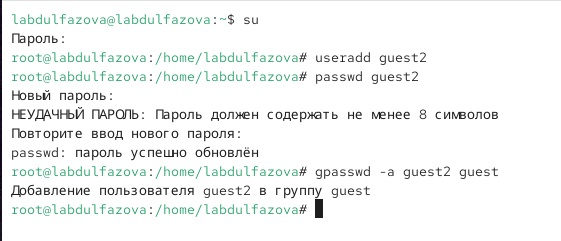 labdulfazova@labdulfazova:~$ su
Пароль:
root@labdulfazova:/home/labdulfazova# useradd guest2
root@labdulfazova:/home/labdulfazova# passwd guest2
Новый пароль:
НЕУДАЧНЫЙ ПАРОЛЬ: Пароль должен содержать не менее 8 символов
Повторите ввод нового пароля:
passwd: пароль успешно обновлён
root@labdulfazova:/home/labdulfazova# gpasswd -a guest2 guest
Добавление пользователя guest2 в группу guest
root@labdulfazova:/home/labdulfazova#